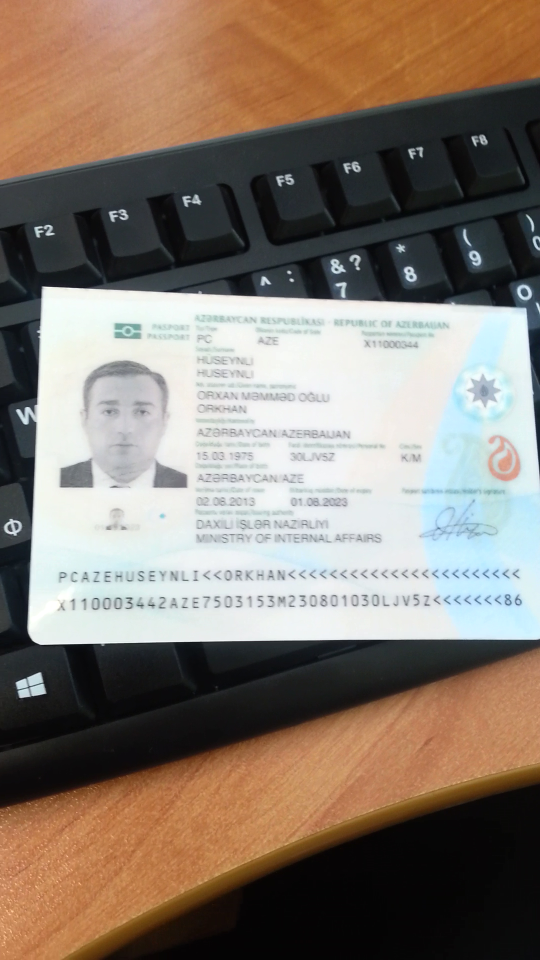 F2 F3 F4 F5 F6 F7 F8
^ : & ? * ( )
7 8 9 0
W O
Ф
AZƏRBAYCAN RESPUBLİKASI - REPUBLIC OF AZERBAIJAN
PASPORT
PASSPORT
PC AZE X11000344
HÜSEYNLİ
HUSEYNLI
ORXAN MƏMMƏD OĞLU
ORKHAN
AZƏRBAYCAN/AZERBAIJAN
15.03.1975 30LJV5Z K/M
AZƏRBAYCAN/AZE
02.08.2013 01.08.2023
DAXİLİ İŞLƏR NAZİRLİYİ
MINISTRY OF INTERNAL AFFAIRS
PCAZEHUSEYNLI<<ORKHAN<<<<<<<<<<<<<<<<<<<<<<<
X110003442AZE7503153M230801030LJV5Z<<<<<<<86